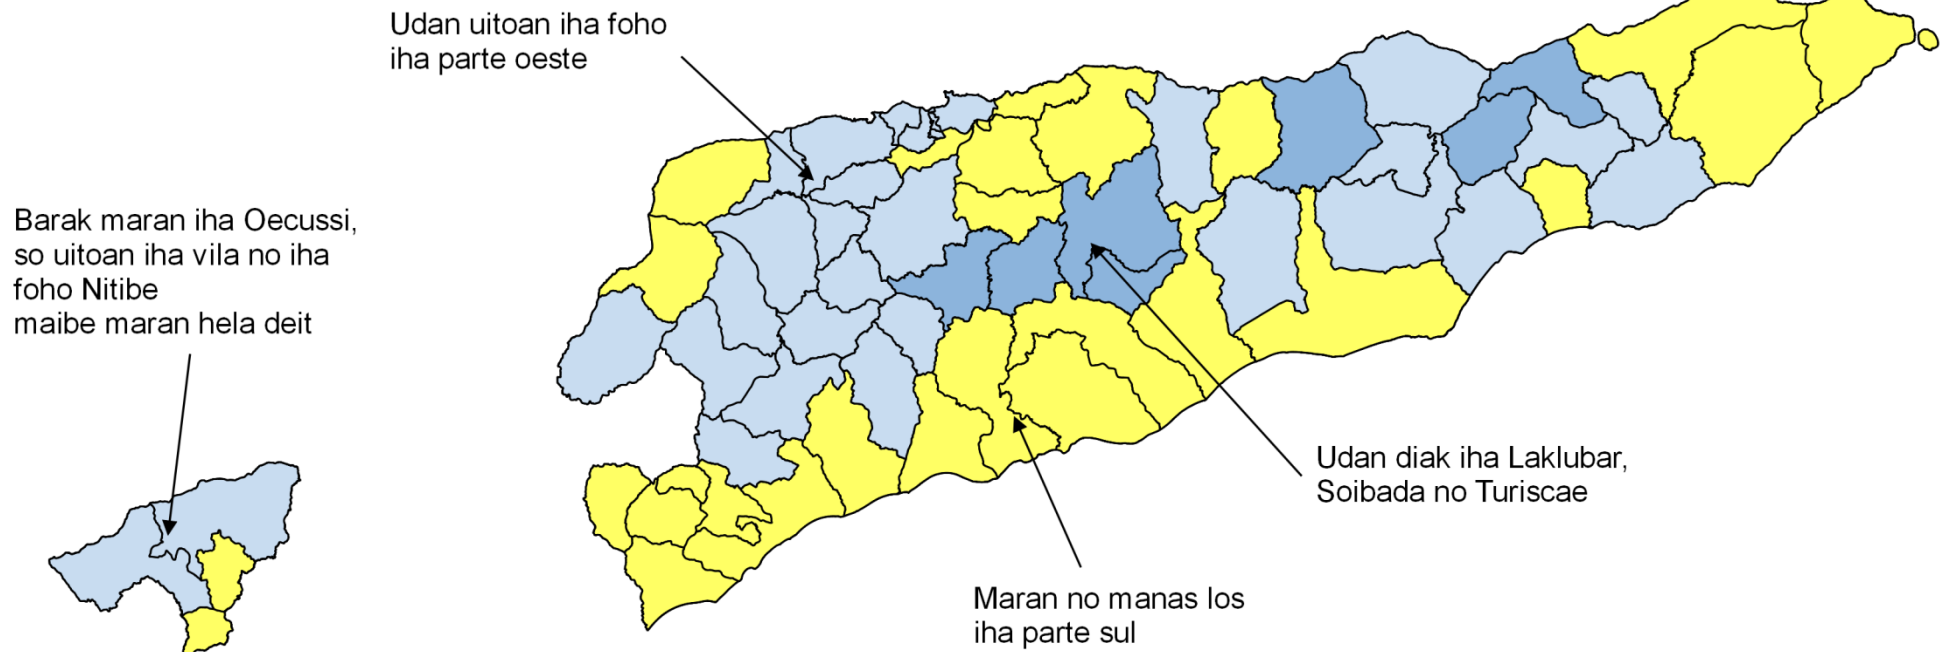 Udan uitoan iha foho
iha parte oeste
Barak maran iha Oecussi,
so uitoan iha vila no iha
foho Nitibe
maibe maran hela deit
Udan diak iha Laklubar,
Soibada no Turiscae
Maran no manas los
iha parte sul